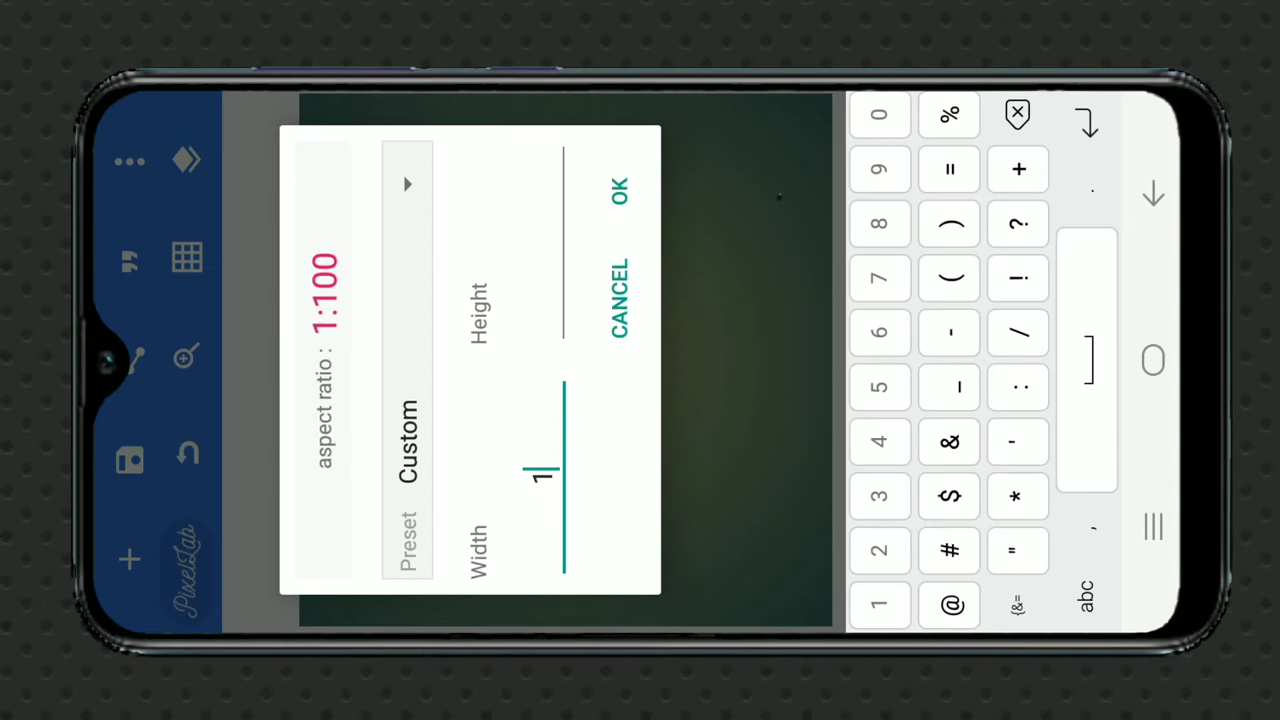 PixelLab
aspect ratio : 1:100
Preset Custom
Width Height
1
CANCEL OK
1 2 3 4 5 6 7 8 9 0
@ # $ & _ - ( ) = %
{&= " * ' : / ! ? +
abc , .